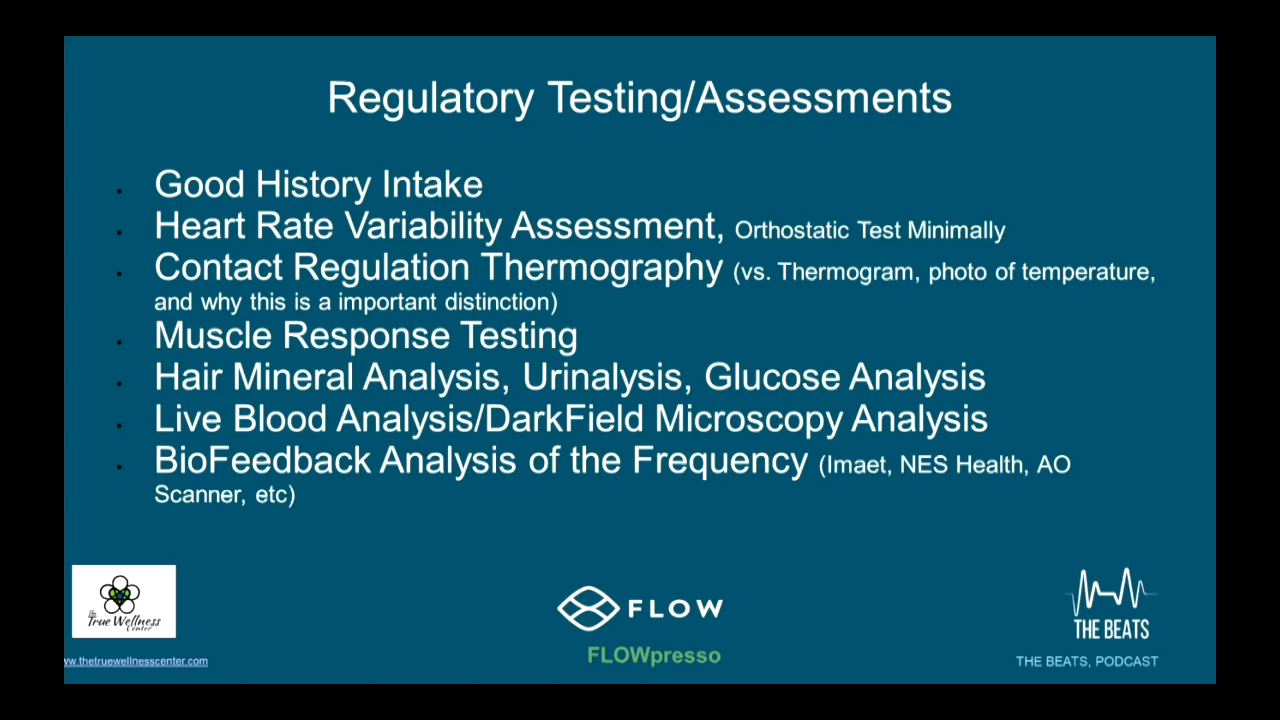 Regulatory Testing/Assessments
• Good History Intake
• Heart Rate Variability Assessment, Orthostatic Test Minimally
• Contact Regulation Thermography (vs. Thermogram, photo of temperature,
and why this is a important distinction)
• Muscle Response Testing
• Hair Mineral Analysis, Urinalysis, Glucose Analysis
• Live Blood Analysis/DarkField Microscopy Analysis
• BioFeedback Analysis of the Frequency (Imaet, NES Health, AO
Scanner, etc)
The
True Wellness
Center
w.thetruewellnesscenter.com
FLOW
FLOWpresso
THE BEATS
THE BEATS, PODCAST